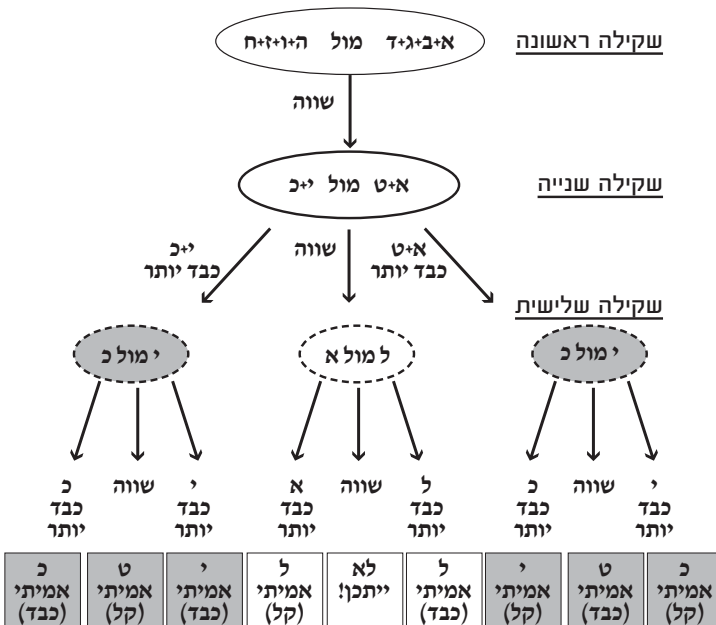 שקילה ראשונה
א+ב+ג+ד מול ה+ו+ז+ח
שווה
שקילה שנייה
א+ט מול י+כ
א+ט
כבד יותר
שווה
י+כ
כבד יותר
שקילה שלישית
י מול כ
ל מול א
י מול כ
י
כבד
יותר
שווה
כ
כבד
יותר
ל
כבד
יותר
שווה
א
כבד
יותר
י
כבד
יותר
שווה
כ
כבד
יותר
כ
אמיתי
(קל)
ט
אמיתי
(כבד)
י
אמיתי
(קל)
ל
אמיתי
(כבד)
לא
ייתכן!
ל
אמיתי
(קל)
י
אמיתי
(כבד)
ט
אמיתי
(קל)
כ
אמיתי
(כבד)